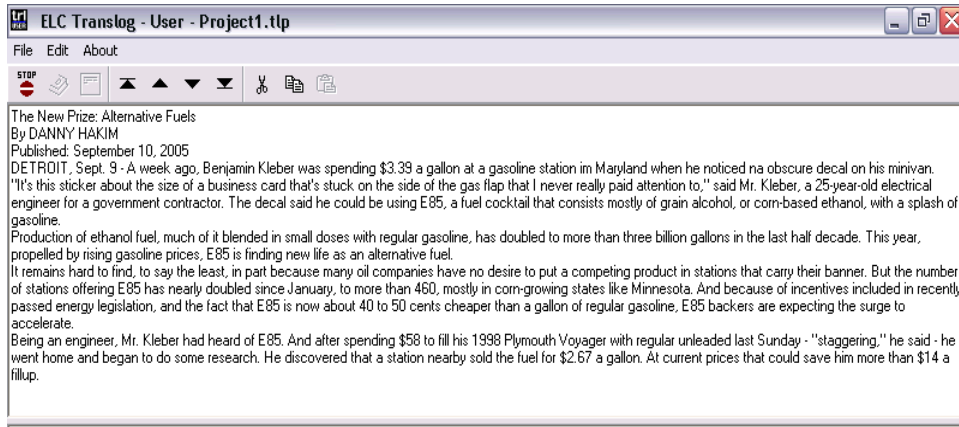 ELC Translog - User - Project1.tlp
File Edit About
STOP
The New Prize: Alternative Fuels
By DANNY HAKIM
Published: September 10, 2005
DETROIT, Sept. 9 - A week ago, Benjamin Kleber was spending $3.39 a gallon at a gasoline station im Maryland when he noticed na obscure decal on his minivan.
"It's this sticker about the size of a business card that's stuck on the side of the gas flap that I never really paid attention to," said Mr. Kleber, a 25-year-old electrical
engineer for a government contractor. The decal said he could be using E85, a fuel cocktail that consists mostly of grain alcohol, or corn-based ethanol, with a splash of
gasoline.
Production of ethanol fuel, much of it blended in small doses with regular gasoline, has doubled to more than three billion gallons in the last half decade. This year,
propelled by rising gasoline prices, E85 is finding new life as an alternative fuel.
It remains hard to find, to say the least, in part because many oil companies have no desire to put a competing product in stations that carry their banner. But the number
of stations offering E85 has nearly doubled since January, to more than 460, mostly in corn-growing states like Minnesota. And because of incentives included in recently
passed energy legislation, and the fact that E85 is now about 40 to 50 cents cheaper than a gallon of regular gasoline, E85 backers are expecting the surge to
accelerate.
Being an engineer, Mr. Kleber had heard of E85. And after spending $58 to fill his 1998 Plymouth Voyager with regular unleaded last Sunday - "staggering," he said - he
went home and began to do some research. He discovered that a station nearby sold the fuel for $2.67 a gallon. At current prices that could save him more than $14 a
fillup.